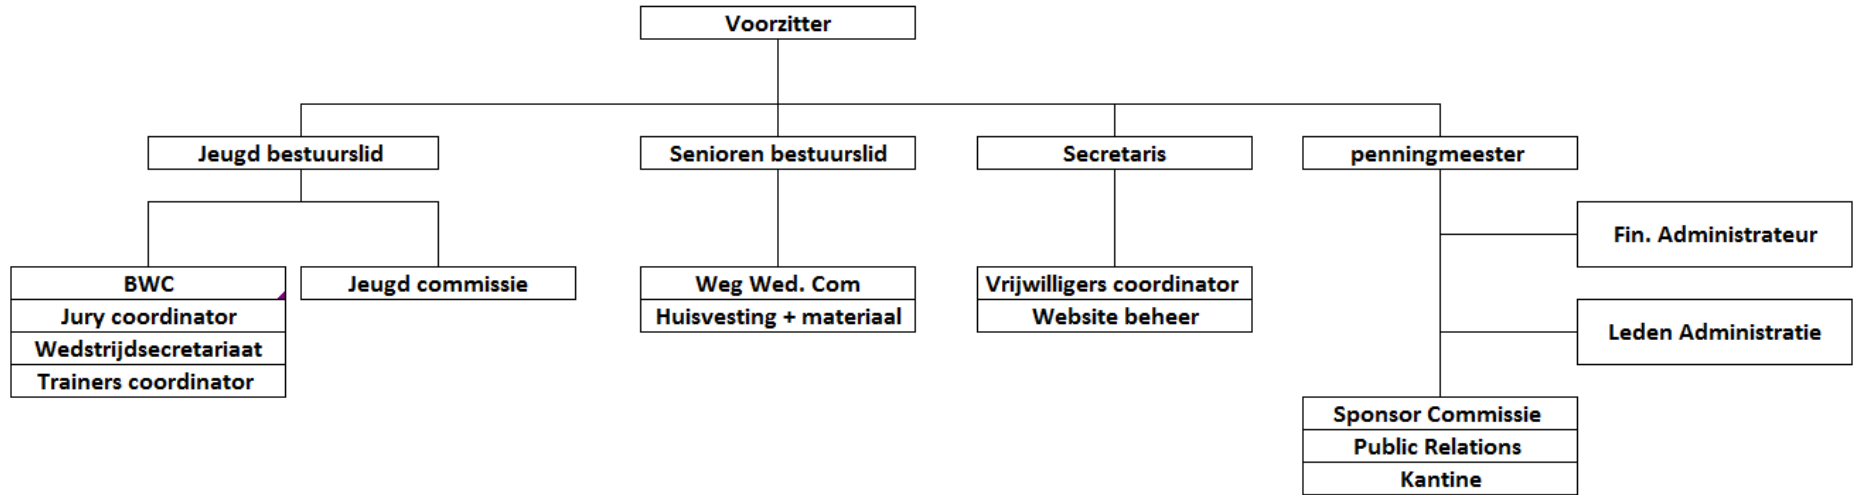 Voorzitter
Jeugd bestuurslid
Senioren bestuurslid
Secretaris
penningmeester
Fin. Administrateur
BWC
Jeugd commissie
Weg Wed. Com
Vrijwilligers coordinator
Jury coordinator
Huisvesting + materiaal
Website beheer
Leden Administratie
Wedstrijdsecretariaat
Trainers coordinator
Sponsor Commissie
Public Relations
Kantine